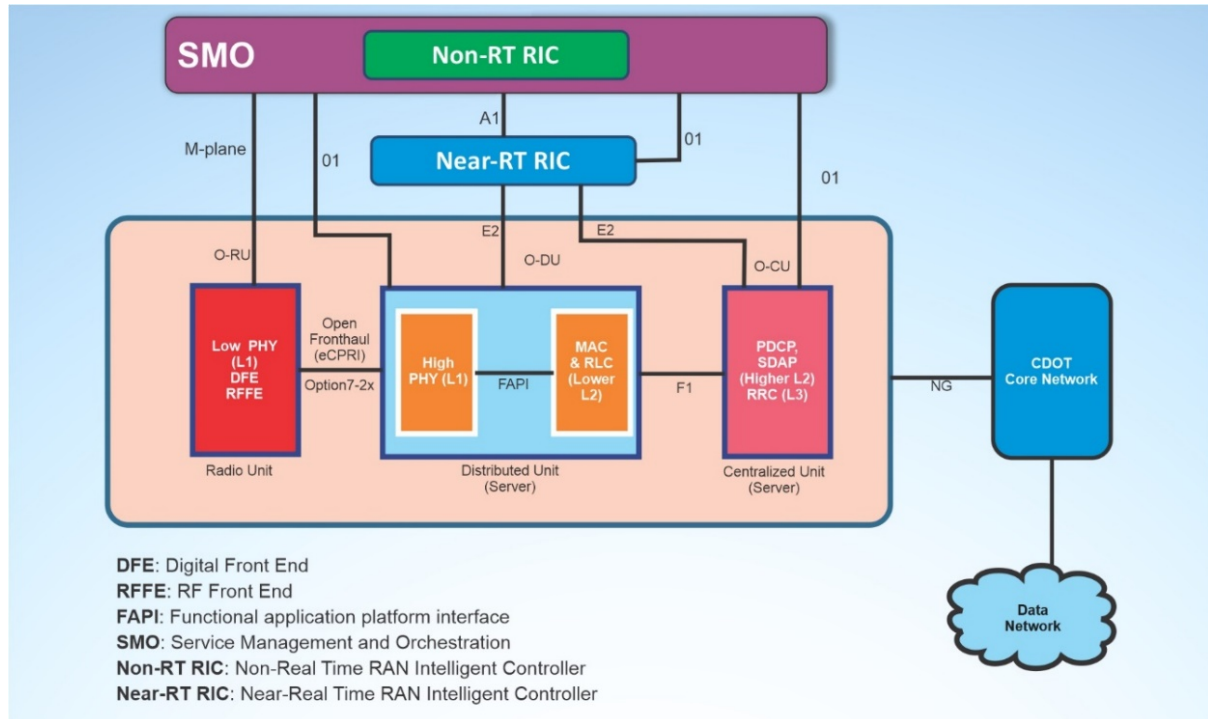 SMO
Non-RT RIC
M-plane
01
A1
01
01
Near-RT RIC
E2
E2
O-RU
O-DU
O-CU
Low PHY
(L1)
DFE
RFFE
Open
Fronthaul
(eCPRI)
Option7-2x
High
PHY (L1)
FAPI
MAC
& RLC
(Lower
L2)
F1
PDCP,
SDAP
(Higher L2)
RRC (L3)
NG
CDOT
Core Network
Radio Unit
Distributed Unit
(Server)
Centralized Unit
(Server)
Data
Network
DFE: Digital Front End
RFFE: RF Front End
FAPI: Functional application platform interface
SMO: Service Management and Orchestration
Non-RT RIC: Non-Real Time RAN Intelligent Controller
Near-RT RIC: Near-Real Time RAN Intelligent Controller